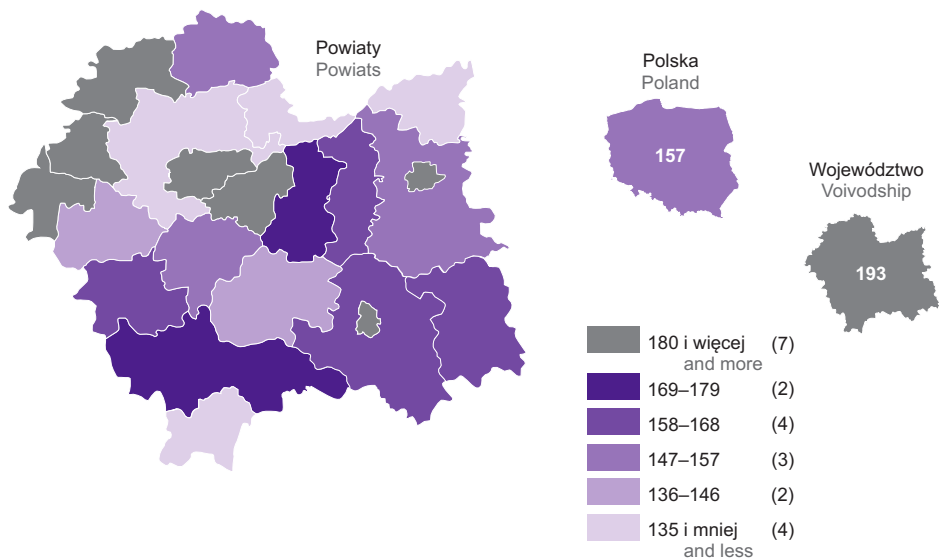 Powiaty
Powiats
Polska
Poland
157
Województwo
Voivodship
193
180 i więcej (7)
and more
169–179 (2)
158–168 (4)
147–157 (3)
136–146 (2)
135 i mniej (4)
and less